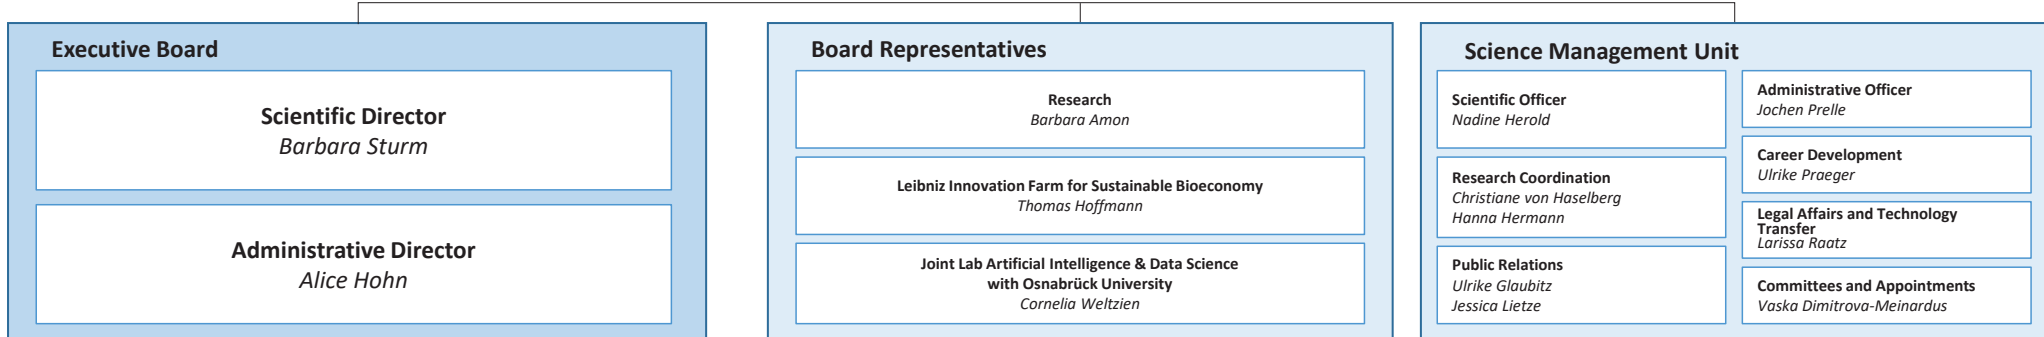 Executive Board
Scientific Director
Barbara Sturm
Administrative Director
Alice Hohn
Board Representatives
Research
Barbara Amon
Leibniz Innovation Farm for Sustainable Bioeconomy
Thomas Hoffmann
Joint Lab Artificial Intelligence & Data Science
with Osnabrück University
Cornelia Weltzien
Science Management Unit
Scientific Officer
Nadine Herold
Research Coordination
Christiane von Haselberg
Hanna Hermann
Public Relations
Ulrike Glaubitz
Jessica Lietze
Administrative Officer
Jochen Prelle
Career Development
Ulrike Praeger
Legal Affairs and Technology
Transfer
Larissa Raatz
Committees and Appointments
Vaska Dimitrova-Meinardus